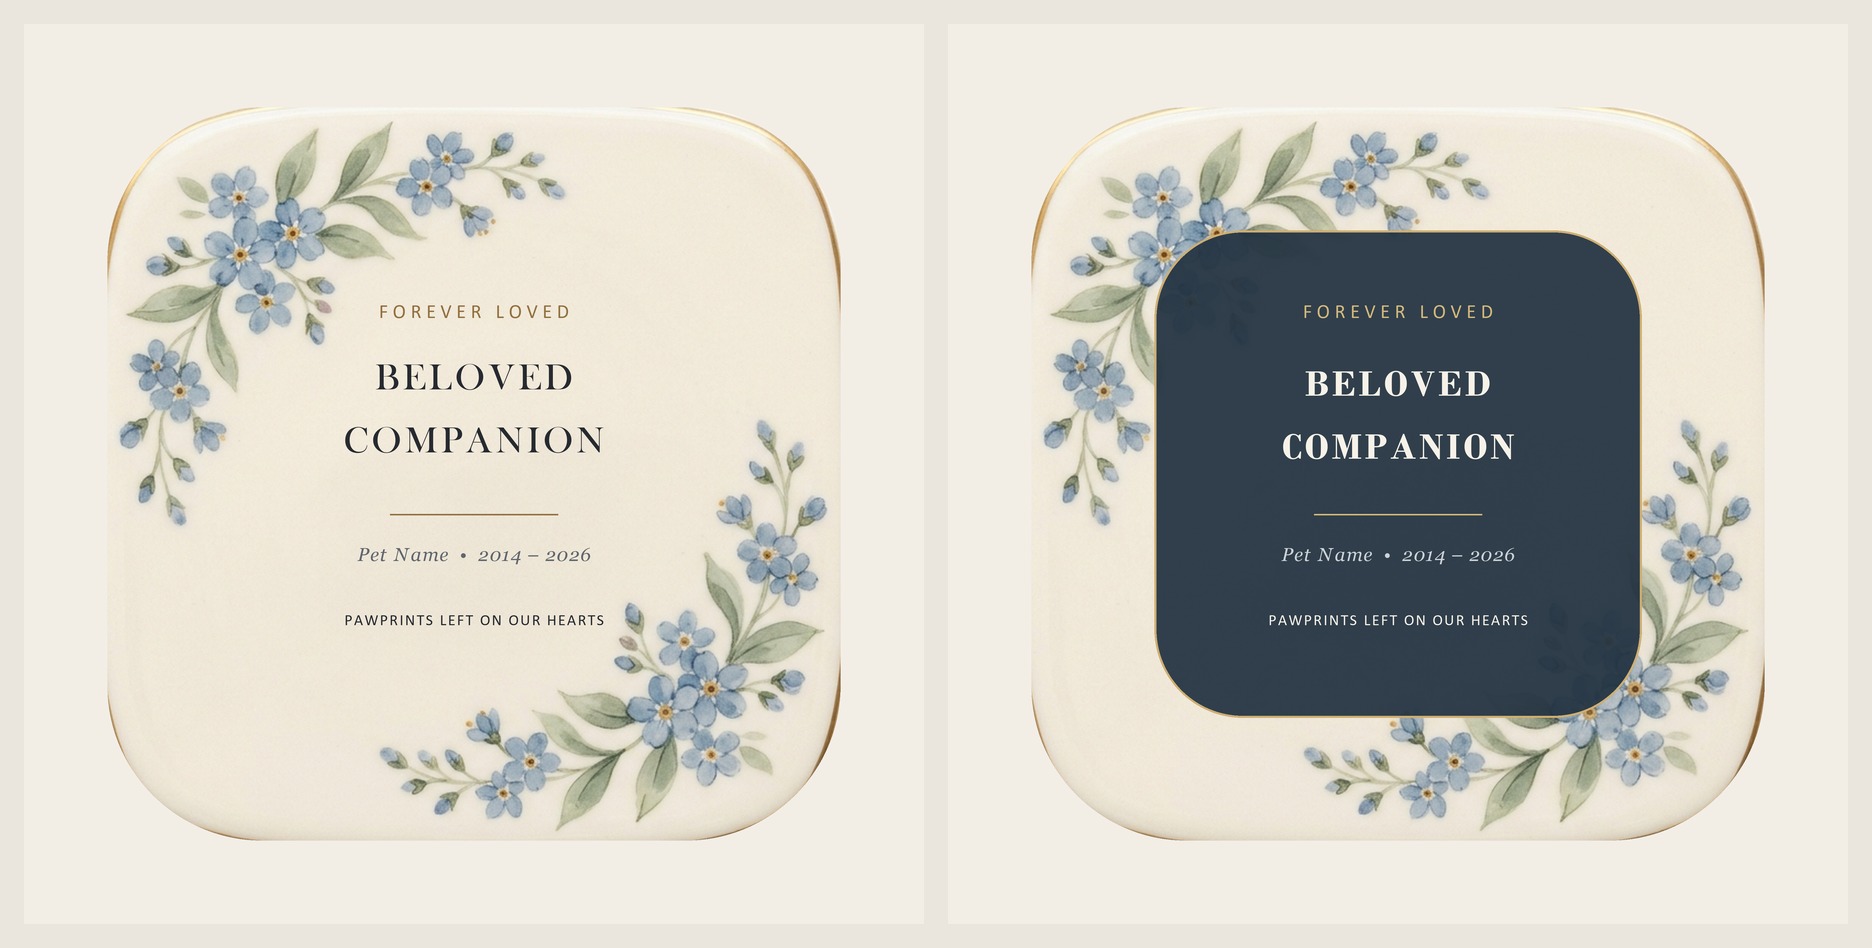 FOREVER LOVED
BELOVED
COMPANION
Pet Name • 2014 – 2026
PAWPRINTS LEFT ON OUR HEARTS
FOREVER LOVED
BELOVED
COMPANION
Pet Name • 2014 – 2026
PAWPRINTS LEFT ON OUR HEARTS